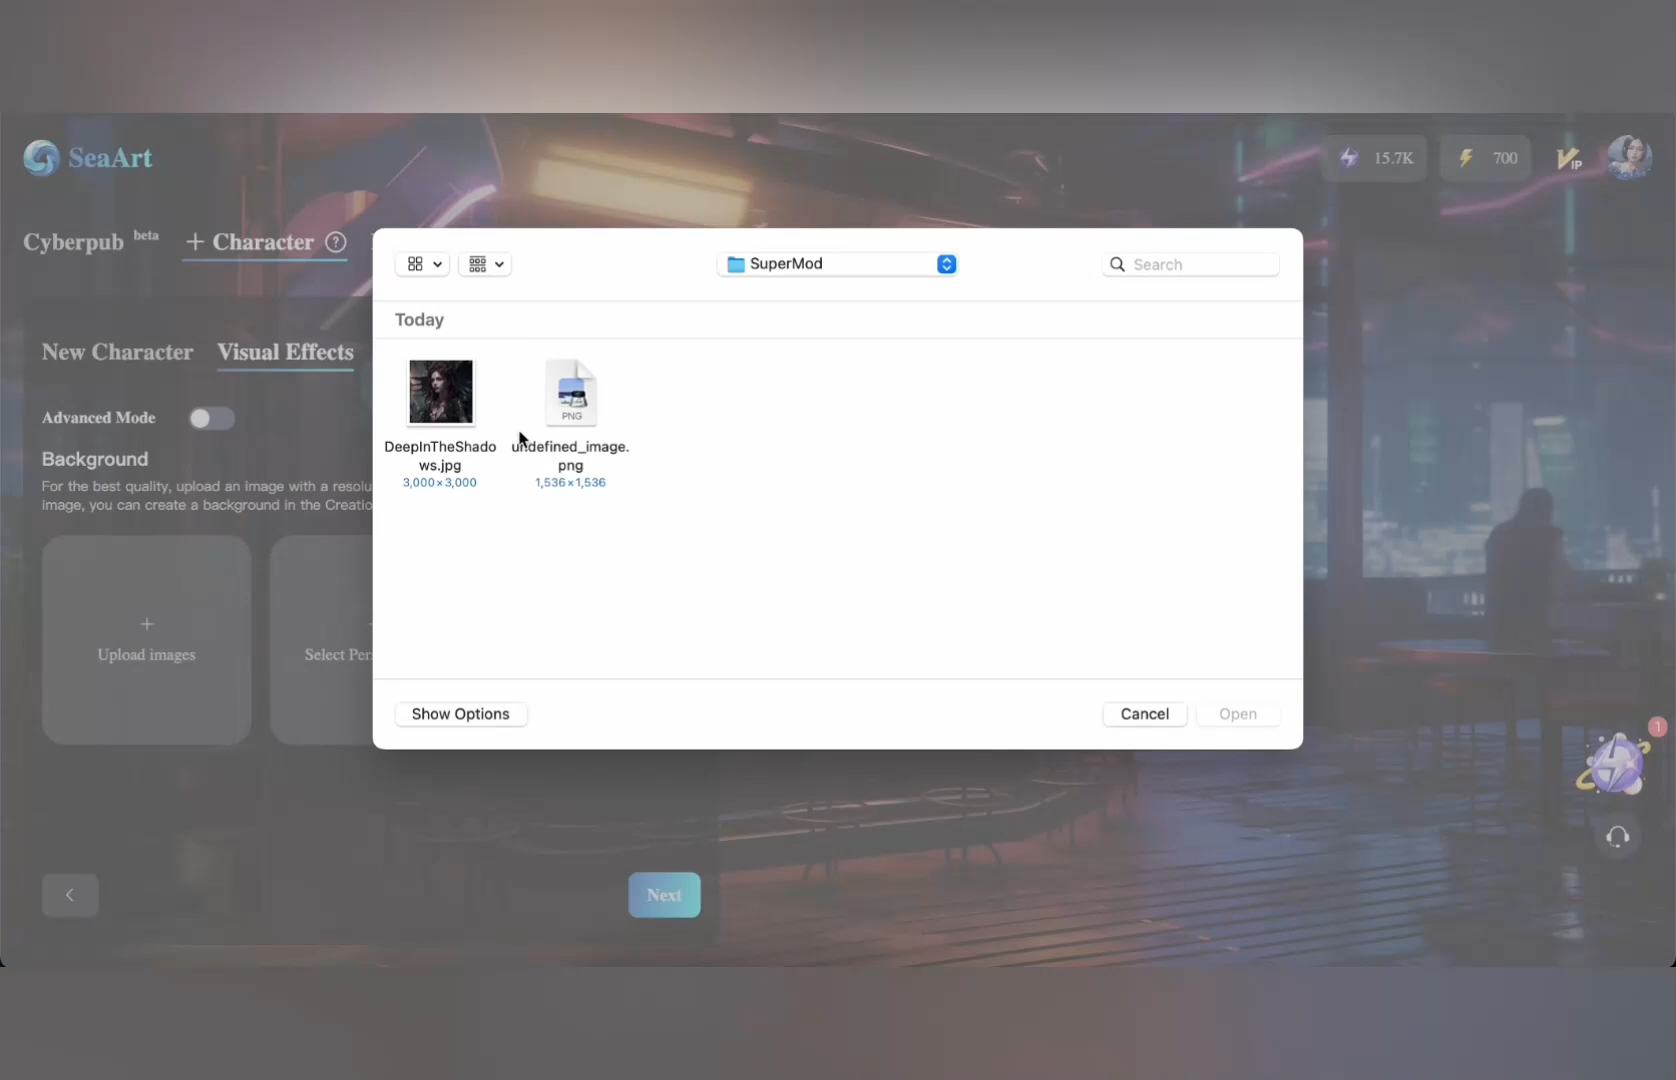 SeaArt
15.7K
700
VIP
Cyberpub beta
+ Character ?
SuperMod
Search
Today
New Character
Visual Effects
PNG
Advanced Mode
DeepInTheShado
ws.jpg
3,000×3,000
undefined_image.
png
1,536×1,536
Background
For the best quality, upload an image with a resolu
image, you can create a background in the Creatio
+
Upload images
Select Per
Show Options
Cancel
Open
1
<
Next